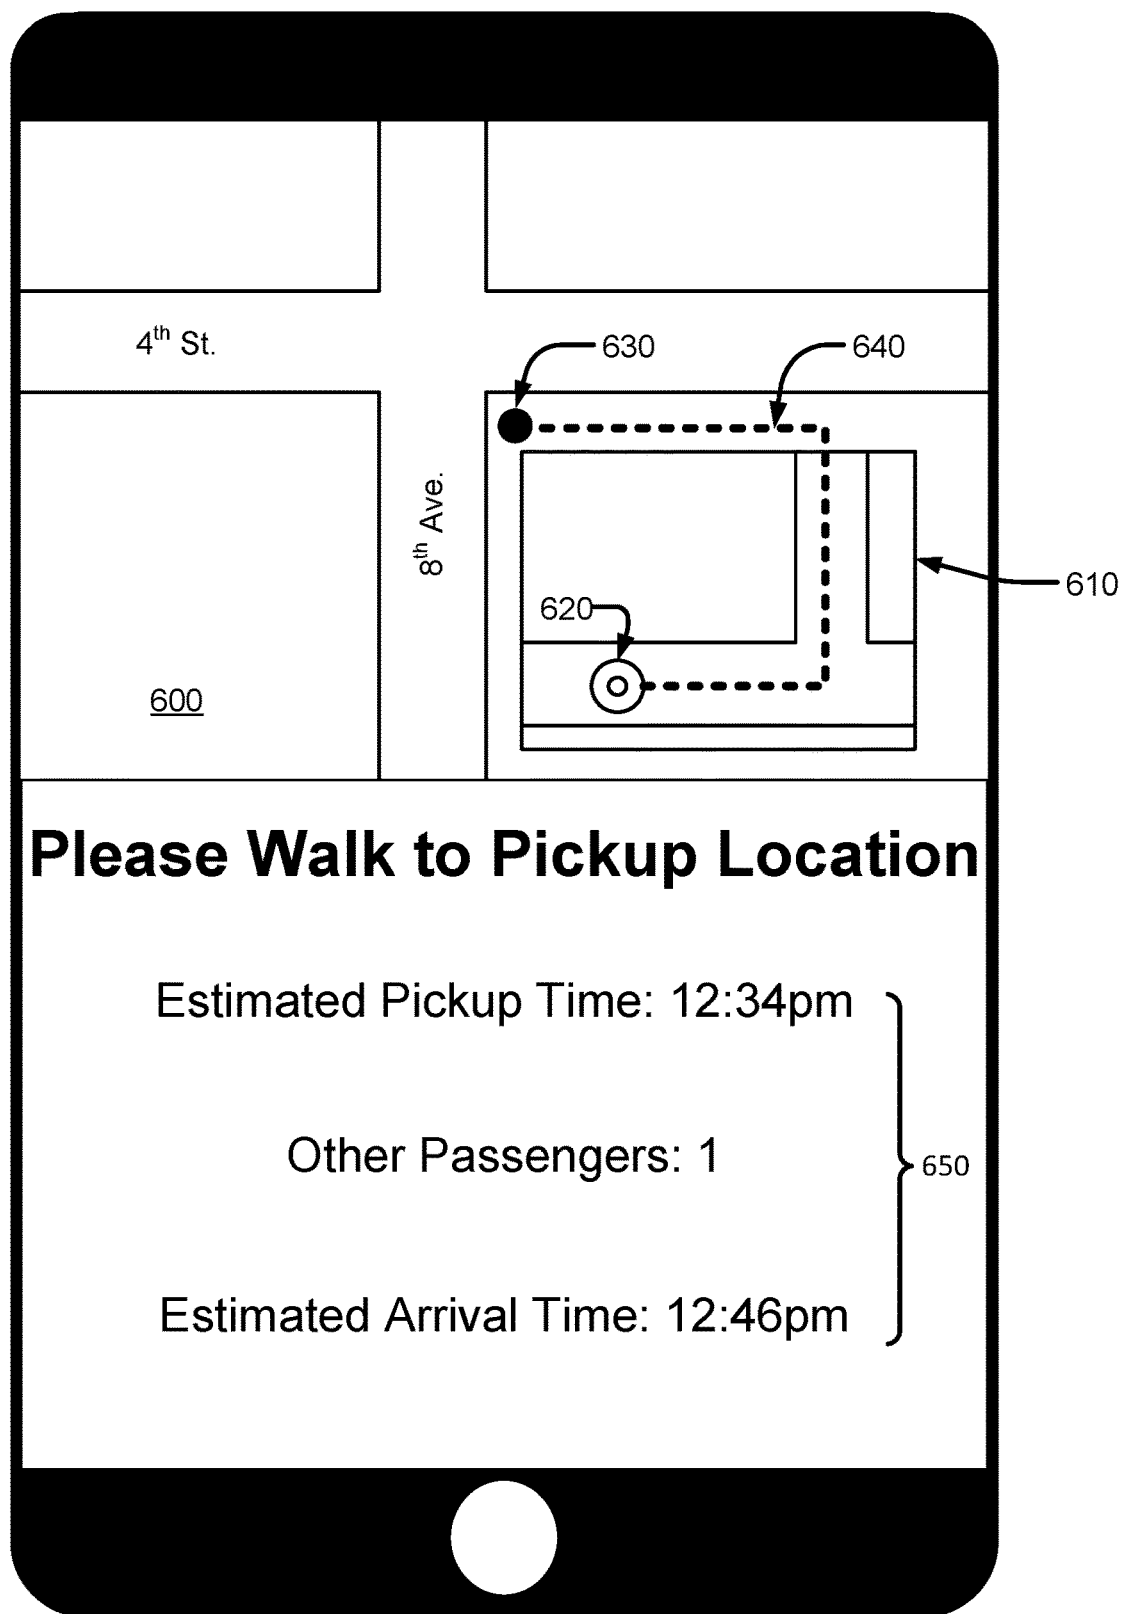 4th St.
630
640
8th Ave.
610
620
600
Please Walk to Pickup Location
Estimated Pickup Time: 12:34pm
Other Passengers: 1
650
Estimated Arrival Time: 12:46pm